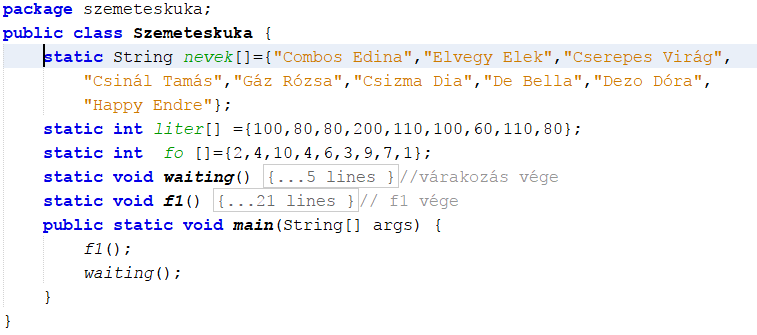 package szemeteskuka;
public class Szemeteskuka {
static String nevek[]={"Combos Edina","Elvegy Elek","Cserepes Virág",
"Csinál Tamás","Gáz Rózsa","Csizma Dia","De Bella","Dezo Dóra",
"Happy Endre"};
static int liter[] ={100,80,80,200,110,100,60,110,80};
static int  fo []={2,4,10,4,6,3,9,7,1};
static void waiting() {...5 lines }//várakozás vége
static void f1() {...21 lines }// f1 vége
public static void main(String[] args) {
f1();
waiting();
}
}